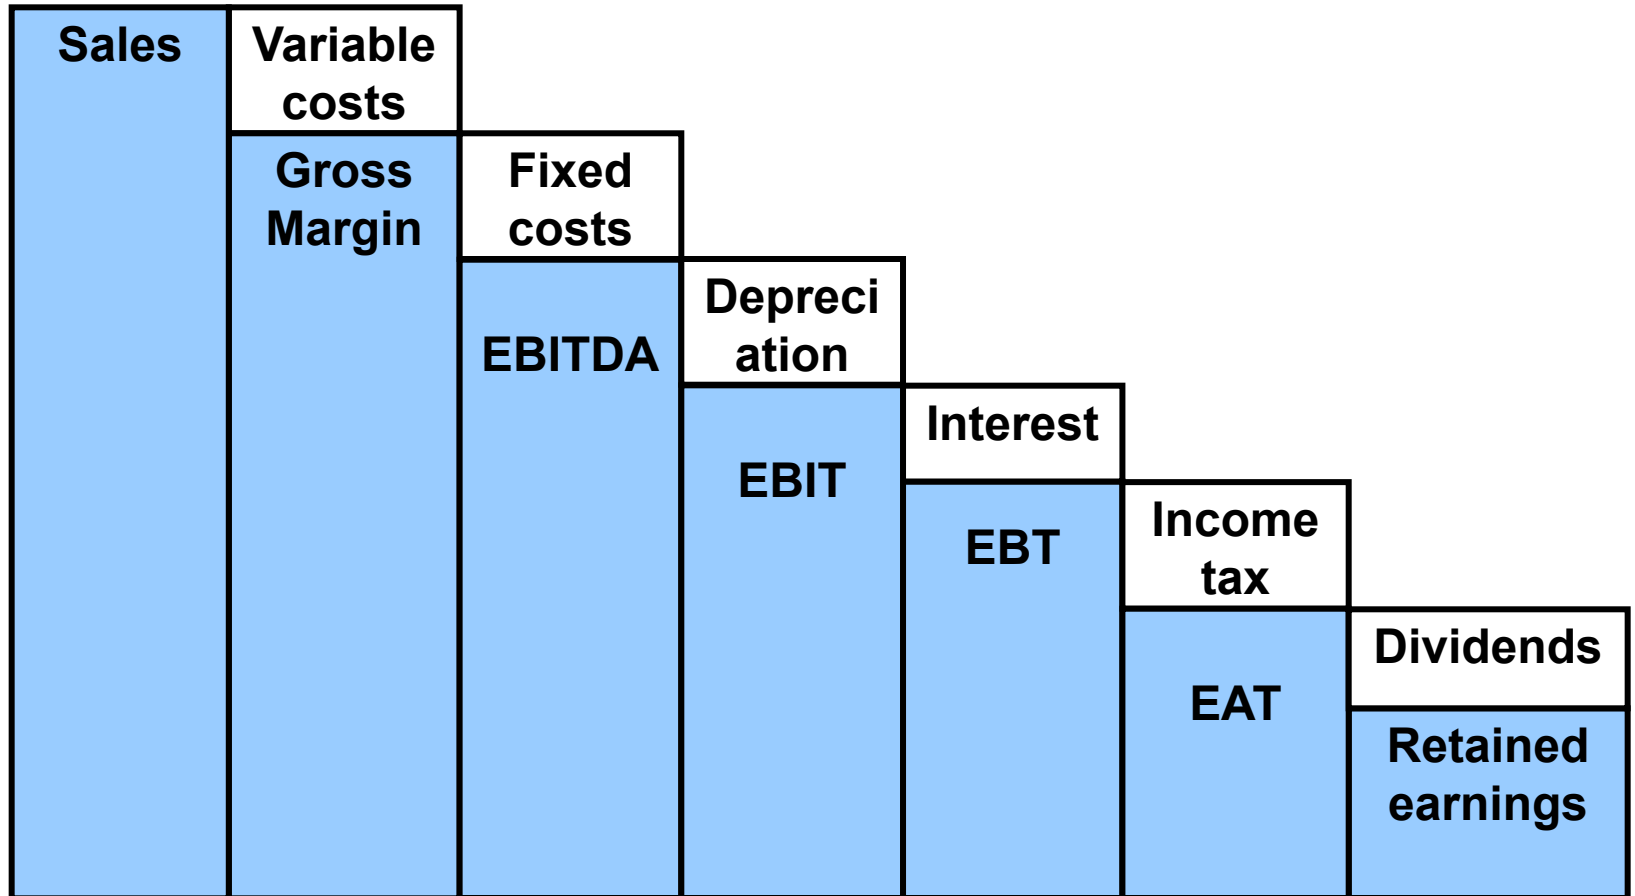 Sales
Variable
costs
Gross
Margin
Fixed
costs
EBITDA
Depreci
ation
EBIT
Interest
EBT
Income
tax
EAT
Dividends
Retained
earnings